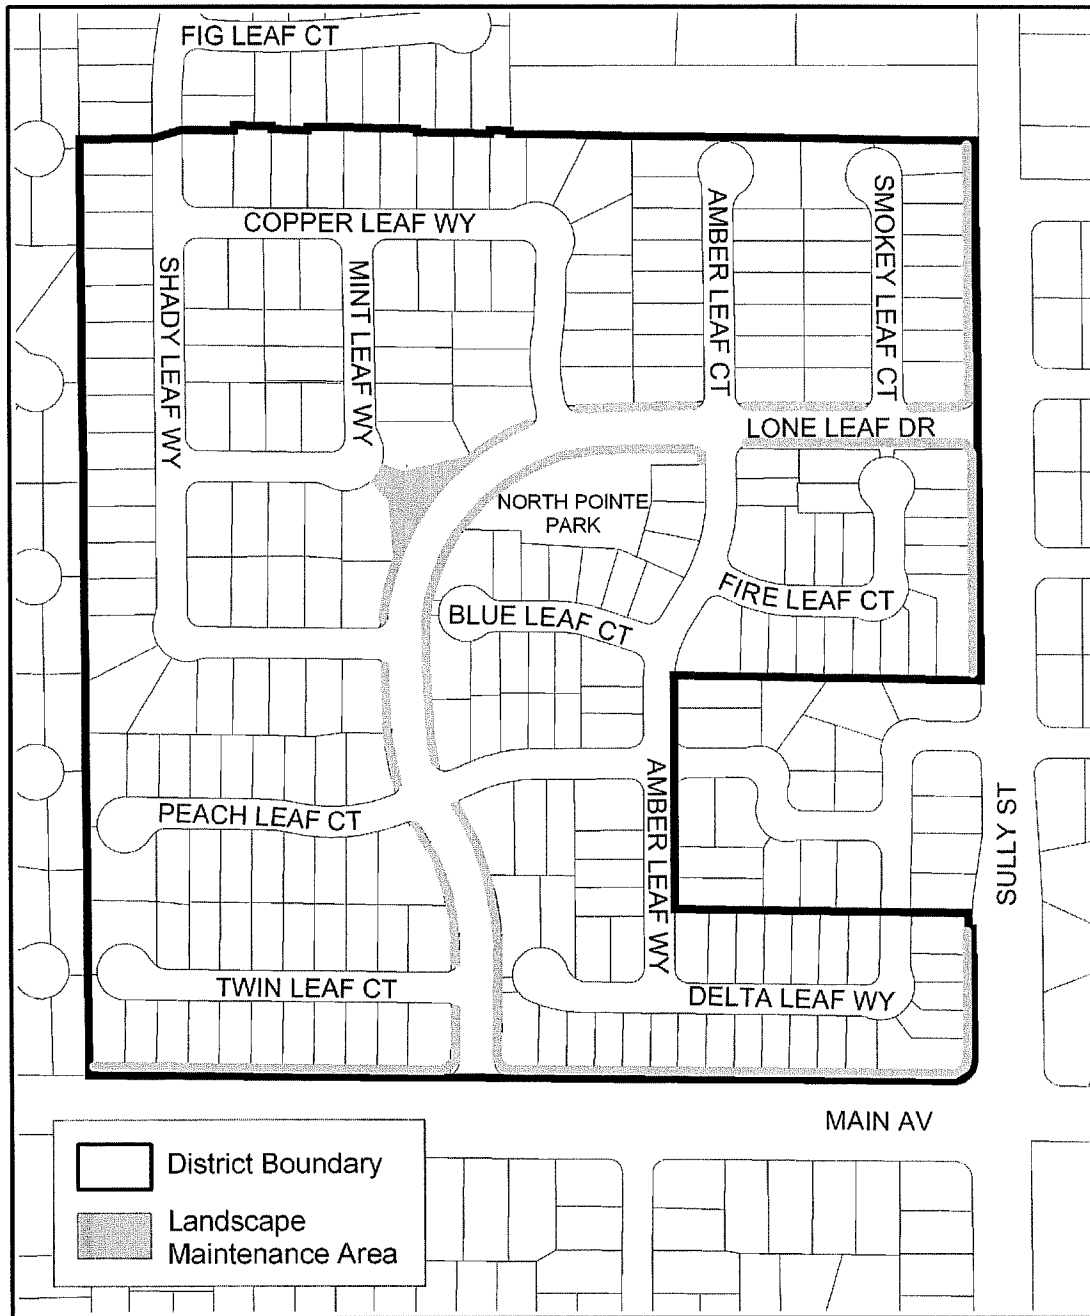 FIG LEAF CT
COPPER LEAF WY
SHADY LEAF WY
MINT LEAF WY
AMBER LEAF CT
SMOKEY LEAF CT
LONE LEAF DR
NORTH POINTE
PARK
FIRE LEAF CT
BLUE LEAF CT
AMBER LEAF WY
PEACH LEAF CT
SULLY ST
TWIN LEAF CT
DELTA LEAF WY
MAIN AV
District Boundary
Landscape
Maintenance Area